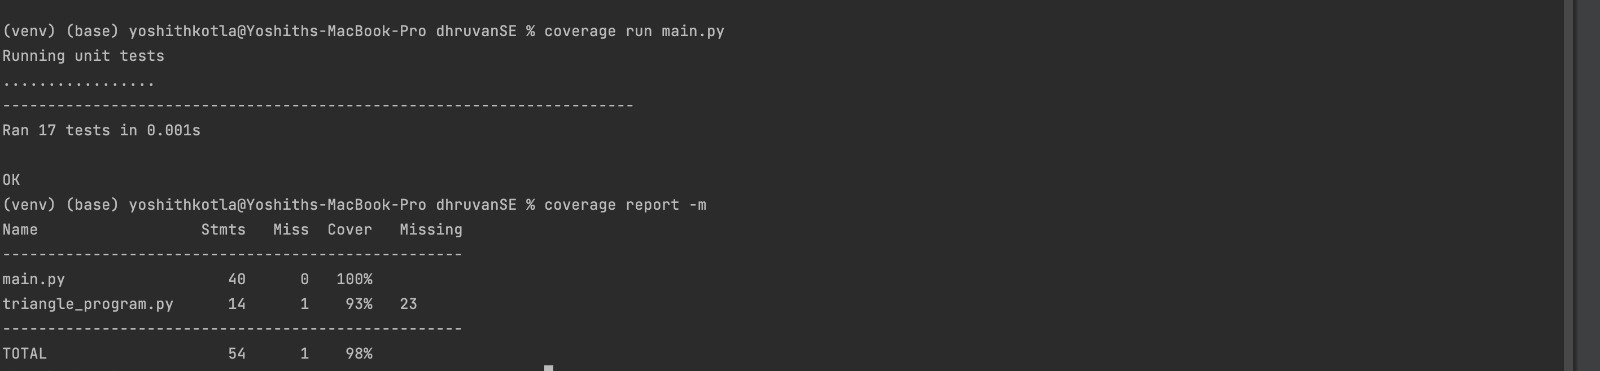 (venv) (base) yoshithkotla@Yoshiths-MacBook-Pro dhruvanSE % coverage run main.py
Running unit tests
.................
----------------------------------------------------------------------
Ran 17 tests in 0.001s

OK
(venv) (base) yoshithkotla@Yoshiths-MacBook-Pro dhruvanSE % coverage report -m
Name                  Stmts   Miss  Cover   Missing
---------------------------------------------------
main.py                  40      0   100%
triangle_program.py      14      1    93%   23
---------------------------------------------------
TOTAL                    54      1    98%